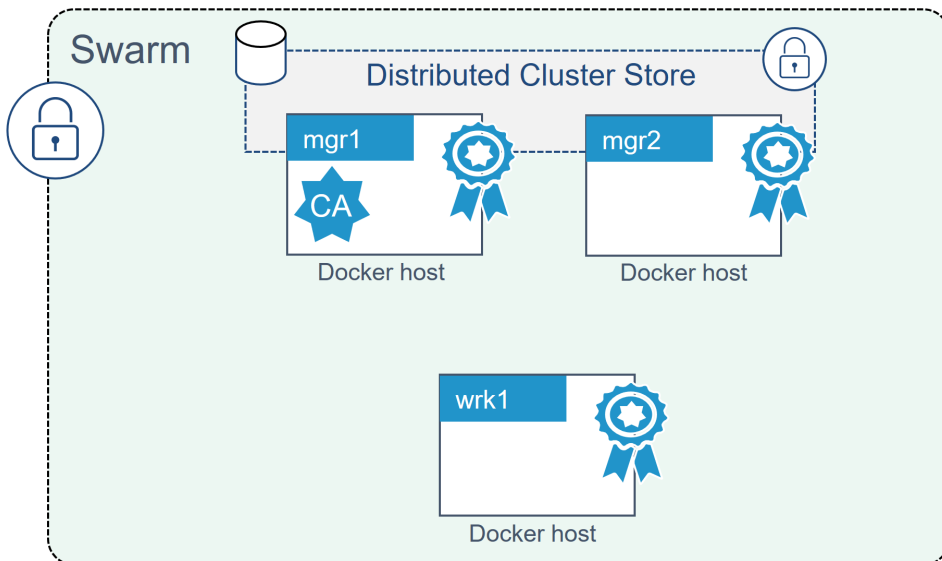 Swarm
Distributed Cluster Store
mgr1
mgr2
CA
Docker host
Docker host
wrk1
Docker host